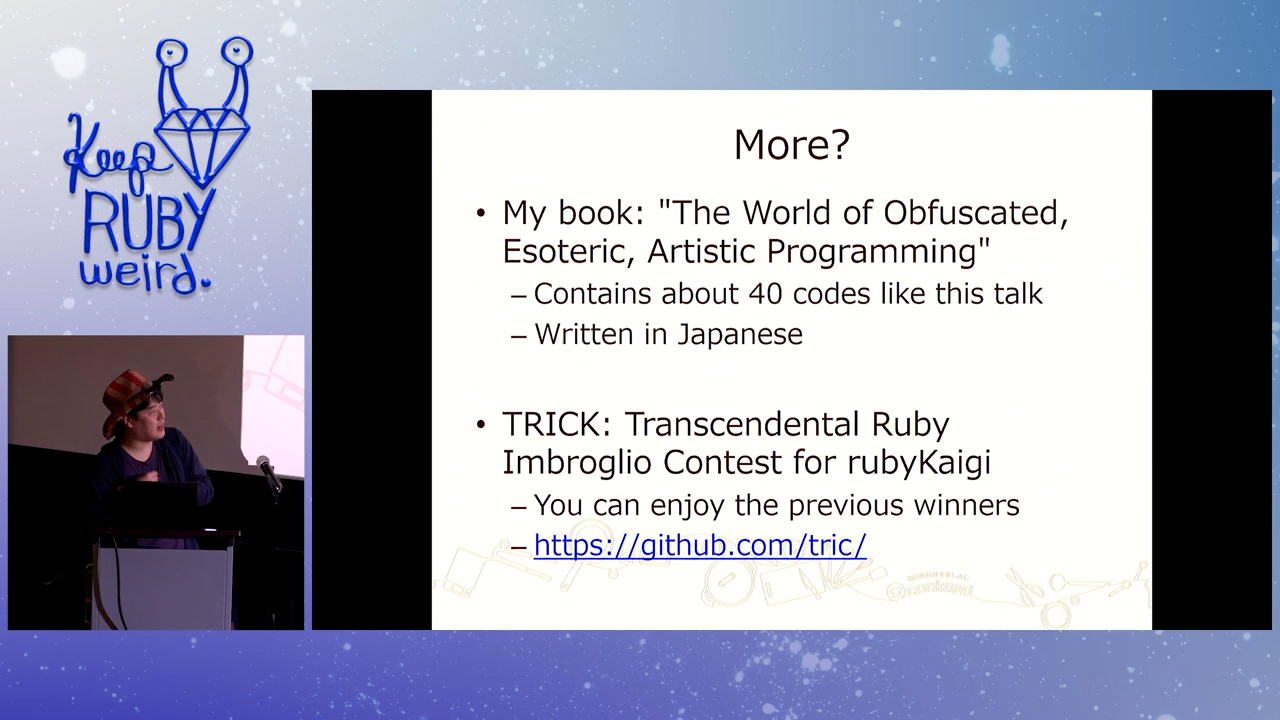 Keep
RUBY
weird.
More?
• My book: "The World of Obfuscated,
Esoteric, Artistic Programming"
– Contains about 40 codes like this talk
– Written in Japanese
• TRICK: Transcendental Ruby
Imbroglio Contest for rubyKaigi
– You can enjoy the previous winners
– https://github.com/tric/
cookpad